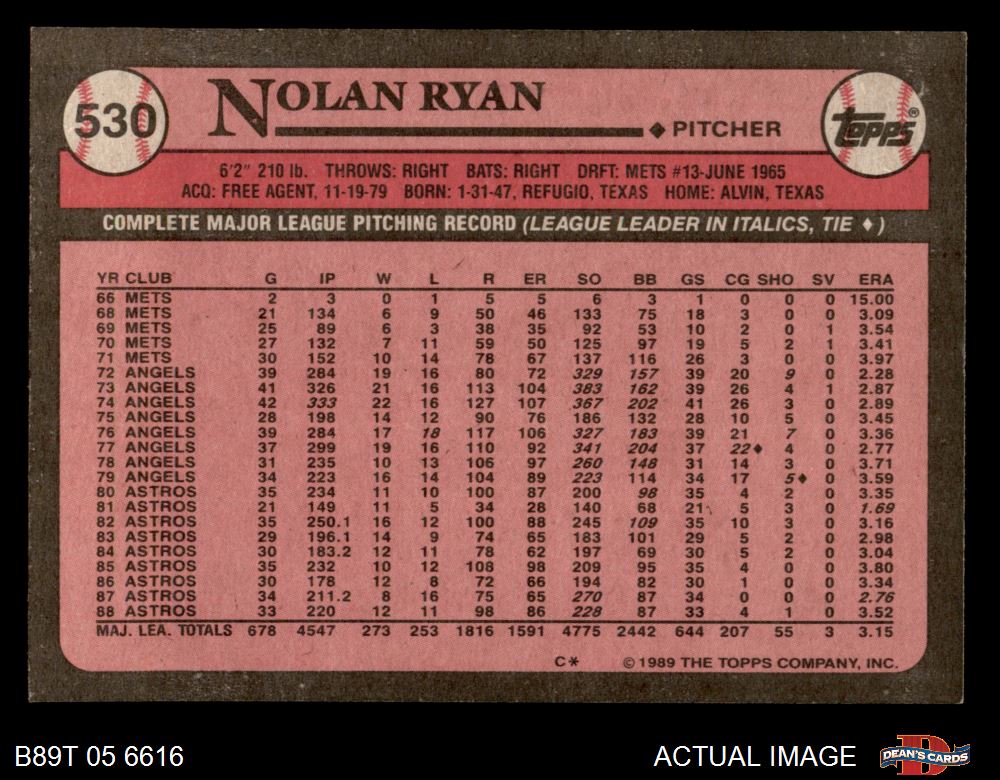 530
NOLAN RYAN
PITCHER
Topps®
6'2" 210 lb. THROWS: RIGHT BATS: RIGHT DRFT: METS #13-JUNE 1965
ACQ: FREE AGENT, 11-19-79 BORN: 1-31-47, REFUGIO, TEXAS HOME: ALVIN, TEXAS
COMPLETE MAJOR LEAGUE PITCHING RECORD (LEAGUE LEADER IN ITALICS, TIE ♦)
YR CLUB G IP W L R ER SO BB GS CG SHO SV ERA
66 METS 2 3 0 1 5 5 6 3 1 0 0 0 15.00
68 METS 21 134 6 9 50 46 133 75 18 3 0 0 3.09
69 METS 25 89 6 3 38 35 92 53 10 2 0 1 3.54
70 METS 27 132 7 11 59 50 125 97 19 5 2 1 3.41
71 METS 30 152 10 14 78 67 137 116 26 3 0 0 3.97
72 ANGELS 39 284 19 16 80 72 329 157 39 20 9 0 2.28
73 ANGELS 41 326 21 16 113 104 383 162 39 26 4 1 2.87
74 ANGELS 42 333 22 16 127 107 367 202 41 26 3 0 2.89
75 ANGELS 28 198 14 12 90 76 186 132 28 10 5 0 3.45
76 ANGELS 39 284 17 18 117 106 327 183 39 21 7 0 3.36
77 ANGELS 37 299 19 16 110 92 341 204 37 22♦ 4 0 2.77
78 ANGELS 31 235 10 13 106 97 260 148 31 14 3 0 3.71
79 ANGELS 34 223 16 14 104 89 223 114 34 17 5♦ 0 3.59
80 ASTROS 35 234 11 10 100 87 200 98 35 4 2 0 3.35
81 ASTROS 21 149 11 5 34 28 140 68 21 5 3 0 1.69
82 ASTROS 35 250.1 16 12 100 88 245 109 35 10 3 0 3.16
83 ASTROS 29 196.1 14 9 74 65 183 101 29 5 2 0 2.98
84 ASTROS 30 183.2 12 11 78 62 197 69 30 5 2 0 3.04
85 ASTROS 35 232 10 12 108 98 209 95 35 4 0 0 3.80
86 ASTROS 30 178 12 8 72 66 194 82 30 1 0 0 3.34
87 ASTROS 34 211.2 8 16 75 65 270 87 34 0 0 0 2.76
88 ASTROS 33 220 12 11 98 86 228 87 33 4 1 0 3.52
MAJ. LEA. TOTALS 678 4547 273 253 1816 1591 4775 2442 644 207 55 3 3.15
C* © 1989 THE TOPPS COMPANY, INC.
B89T 05 6616
ACTUAL IMAGE
DEAN'S CARDS